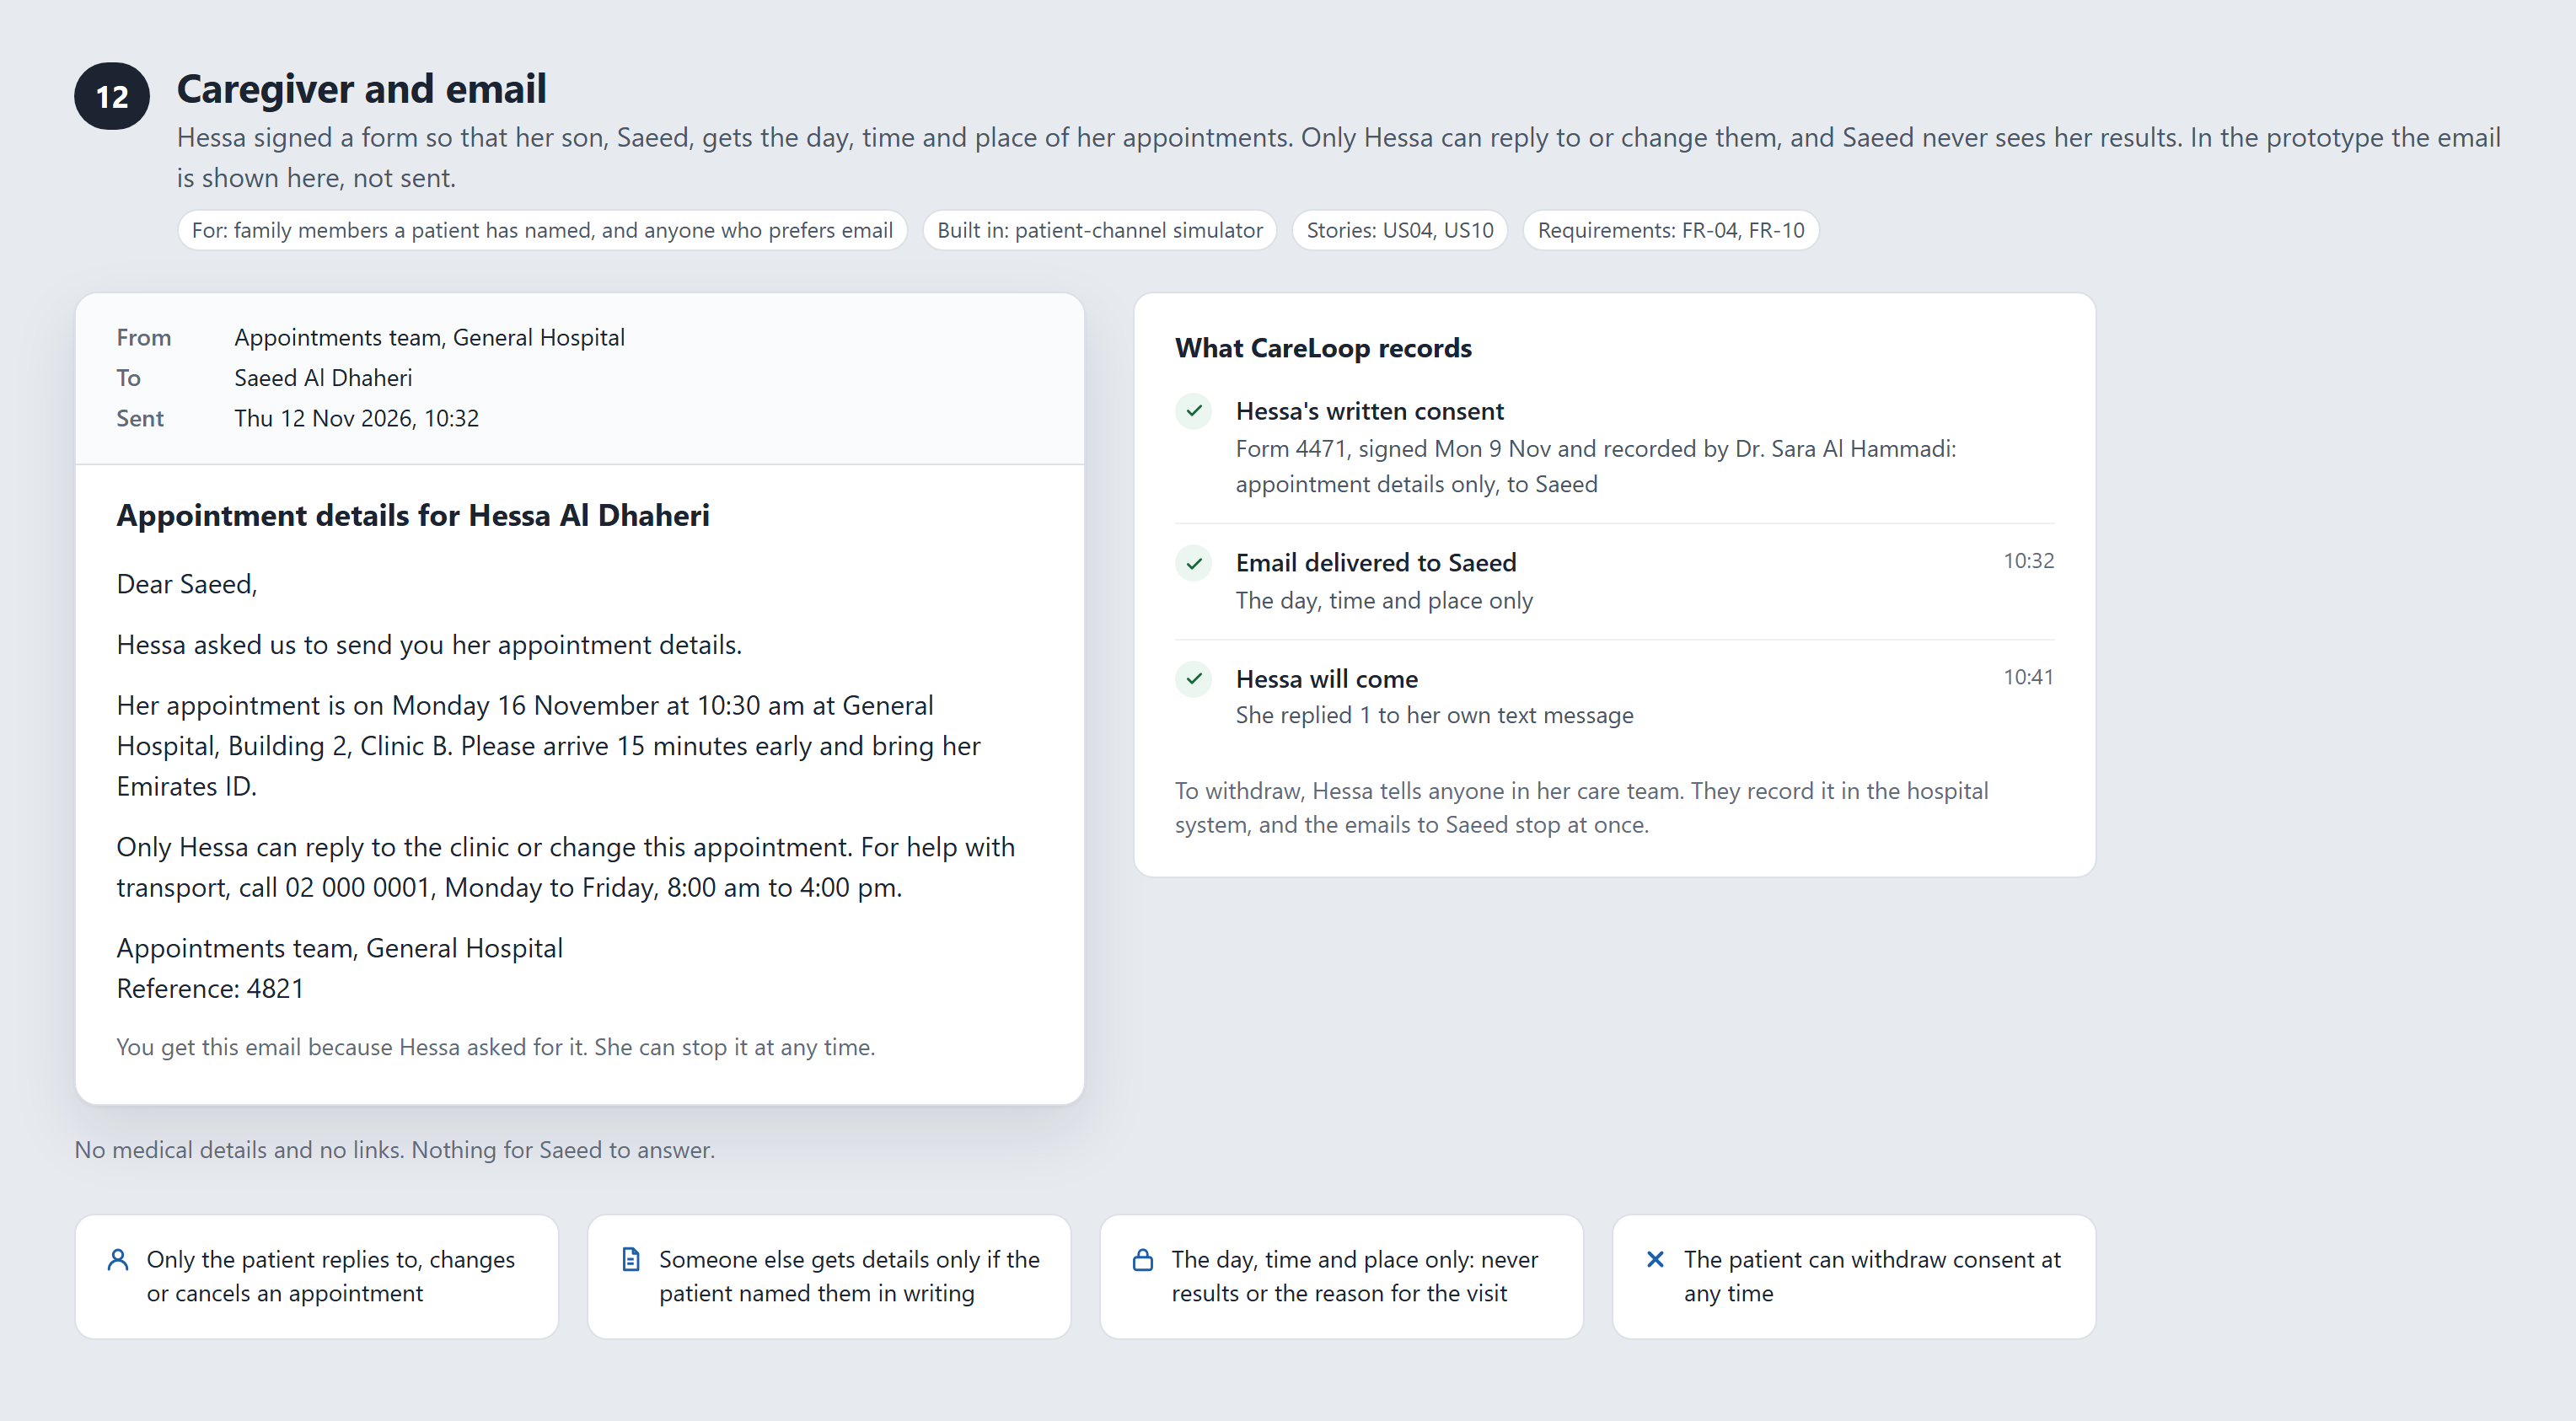 12
Caregiver and email
Hessa signed a form so that her son, Saeed, gets the day, time and place of her appointments. Only Hessa can reply to or change them, and Saeed never sees her results. In the prototype the email
is shown here, not sent.
For: family members a patient has named, and anyone who prefers email
Built in: patient-channel simulator
Stories: US04, US10
Requirements: FR-04, FR-10
From Appointments team, General Hospital
To Saeed Al Dhaheri
Sent Thu 12 Nov 2026, 10:32
Appointment details for Hessa Al Dhaheri
Dear Saeed,
Hessa asked us to send you her appointment details.
Her appointment is on Monday 16 November at 10:30 am at General
Hospital, Building 2, Clinic B. Please arrive 15 minutes early and bring her
Emirates ID.
Only Hessa can reply to the clinic or change this appointment. For help with
transport, call 02 000 0001, Monday to Friday, 8:00 am to 4:00 pm.
Appointments team, General Hospital
Reference: 4821
You get this email because Hessa asked for it. She can stop it at any time.
No medical details and no links. Nothing for Saeed to answer.
What CareLoop records
Hessa's written consent
Form 4471, signed Mon 9 Nov and recorded by Dr. Sara Al Hammadi:
appointment details only, to Saeed
Email delivered to Saeed 10:32
The day, time and place only
Hessa will come 10:41
She replied 1 to her own text message
To withdraw, Hessa tells anyone in her care team. They record it in the hospital
system, and the emails to Saeed stop at once.
Only the patient replies to, changes
or cancels an appointment
Someone else gets details only if the
patient named them in writing
The day, time and place only: never
results or the reason for the visit
The patient can withdraw consent at
any time